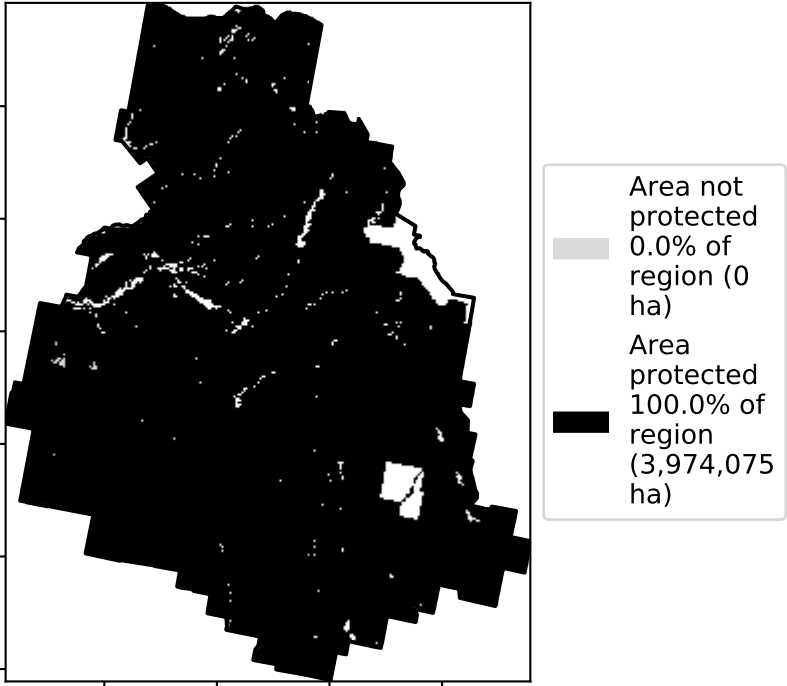 Area not
protected
0.0% of
region (0
ha)
Area
protected
100.0% of
region
(3,974,075
ha)